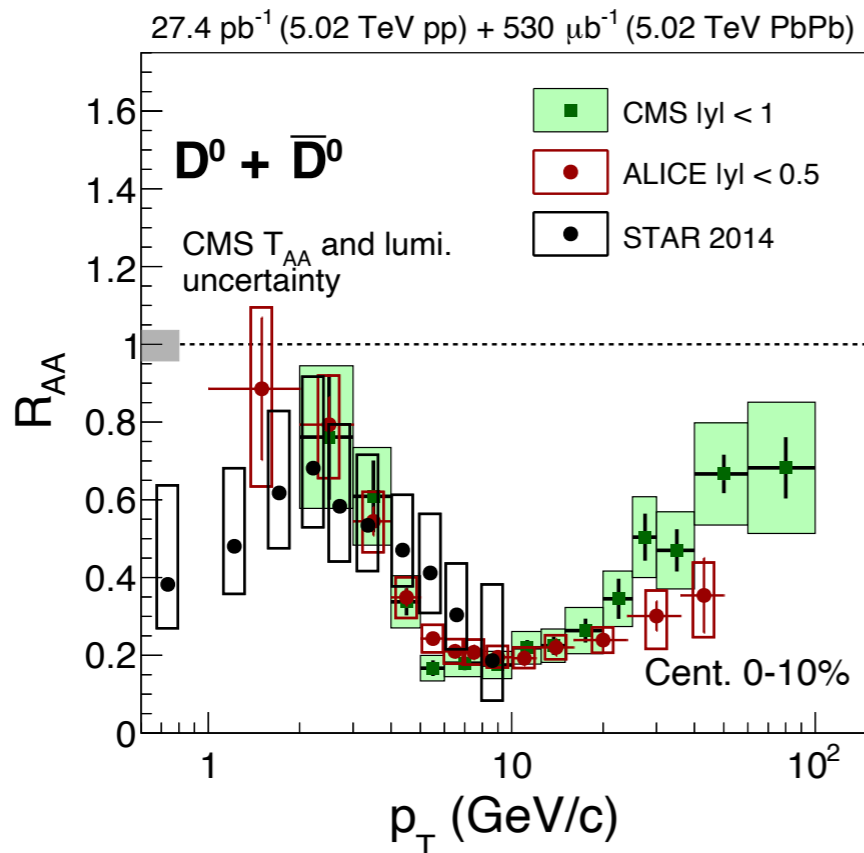 27.4 pb⁻¹ (5.02 TeV pp) + 530 μb⁻¹ (5.02 TeV PbPb)
CMS |y| < 1
ALICE |y| < 0.5
STAR 2014
D⁰ + D̅⁰
CMS T_AA and lumi.
uncertainty
R_AA
1.6
1.4
1.2
1
0.8
0.6
0.4
0.2
0
Cent. 0-10%
1
10
10²
p_T (GeV/c)